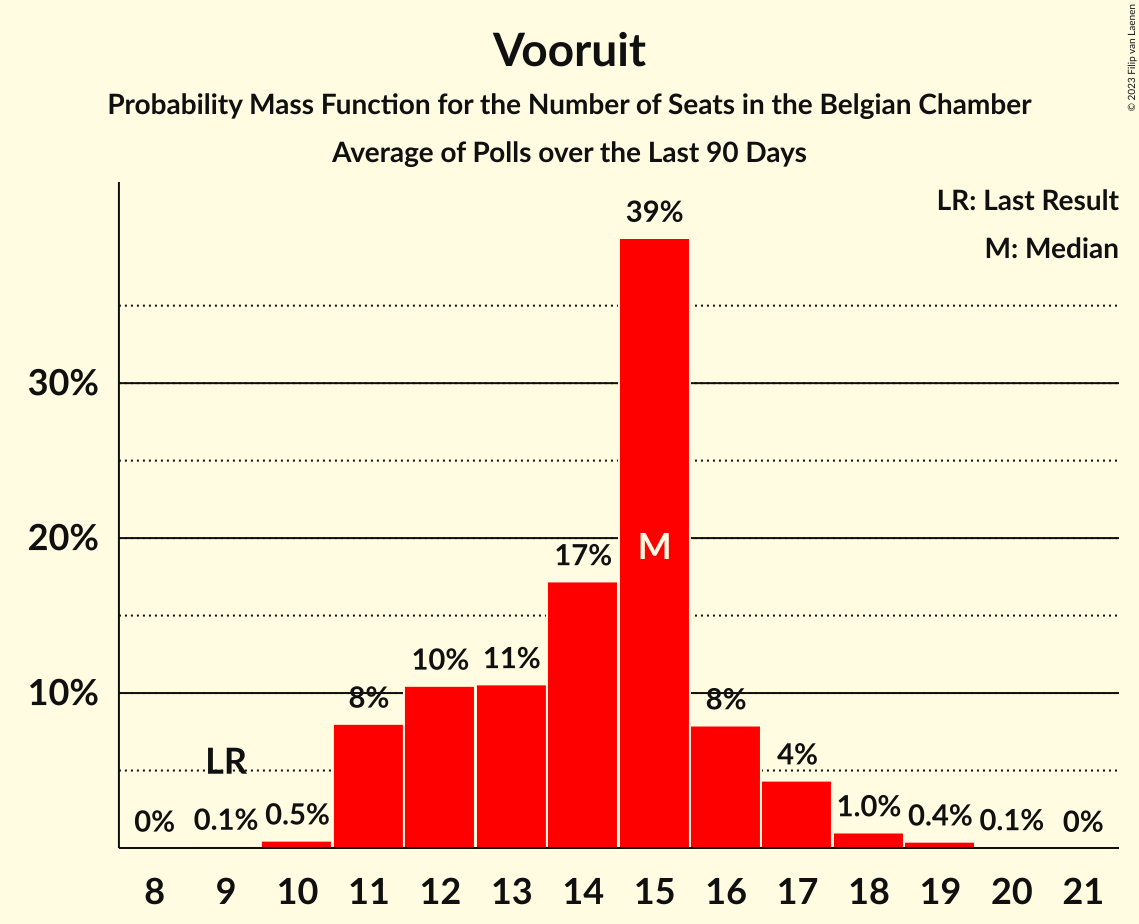 Vooruit
Probability Mass Function for the Number of Seats in the Belgian Chamber
Average of Polls over the Last 90 Days
© 2023 Filip van Laenen
LR: Last Result
M: Median
39%
30%
20%
M
17%
10%
11%
10%
8%
8%
LR
4%
0%
0.1%
0.5%
1.0%
0.4%
0.1%
0%
8 9 10 11 12 13 14 15 16 17 18 19 20 21